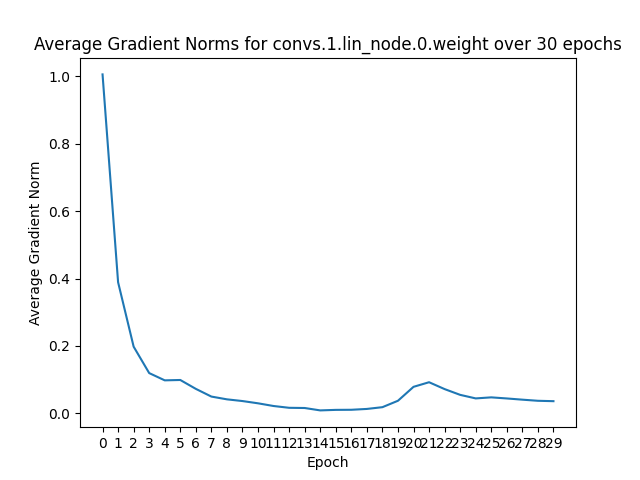 Average Gradient Norms for convs.1.lin_node.0.weight over 30 epochs
Average Gradient Norm
1.0
0.8
0.6
0.4
0.2
0.0
0 1 2 3 4 5 6 7 8 9 10 11 12 13 14 15 16 17 18 19 20 21 22 23 24 25 26 27 28 29
Epoch